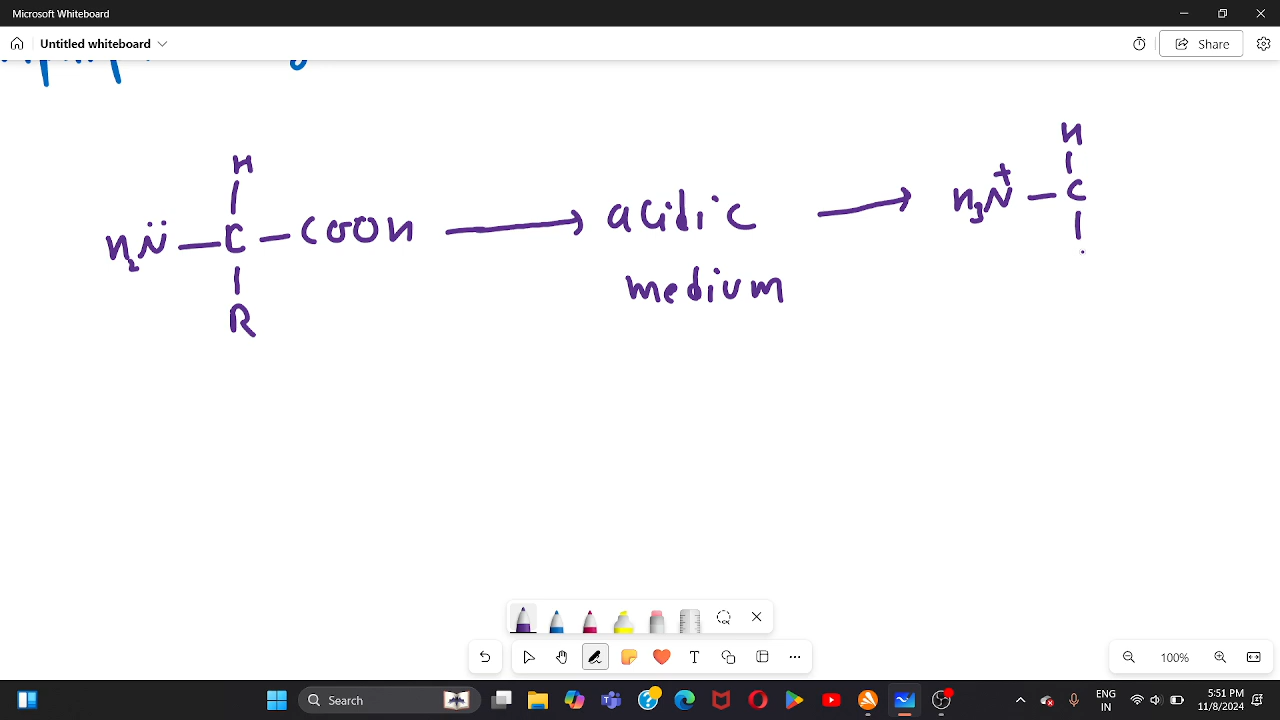 Microsoft Whiteboard
Untitled whiteboard
Share
H
H₂N̈ — C — COOH → acidic → H₃N⁺ — C
medium
R
H
100%
Search
ENG
IN
5:51 PM
11/8/2024